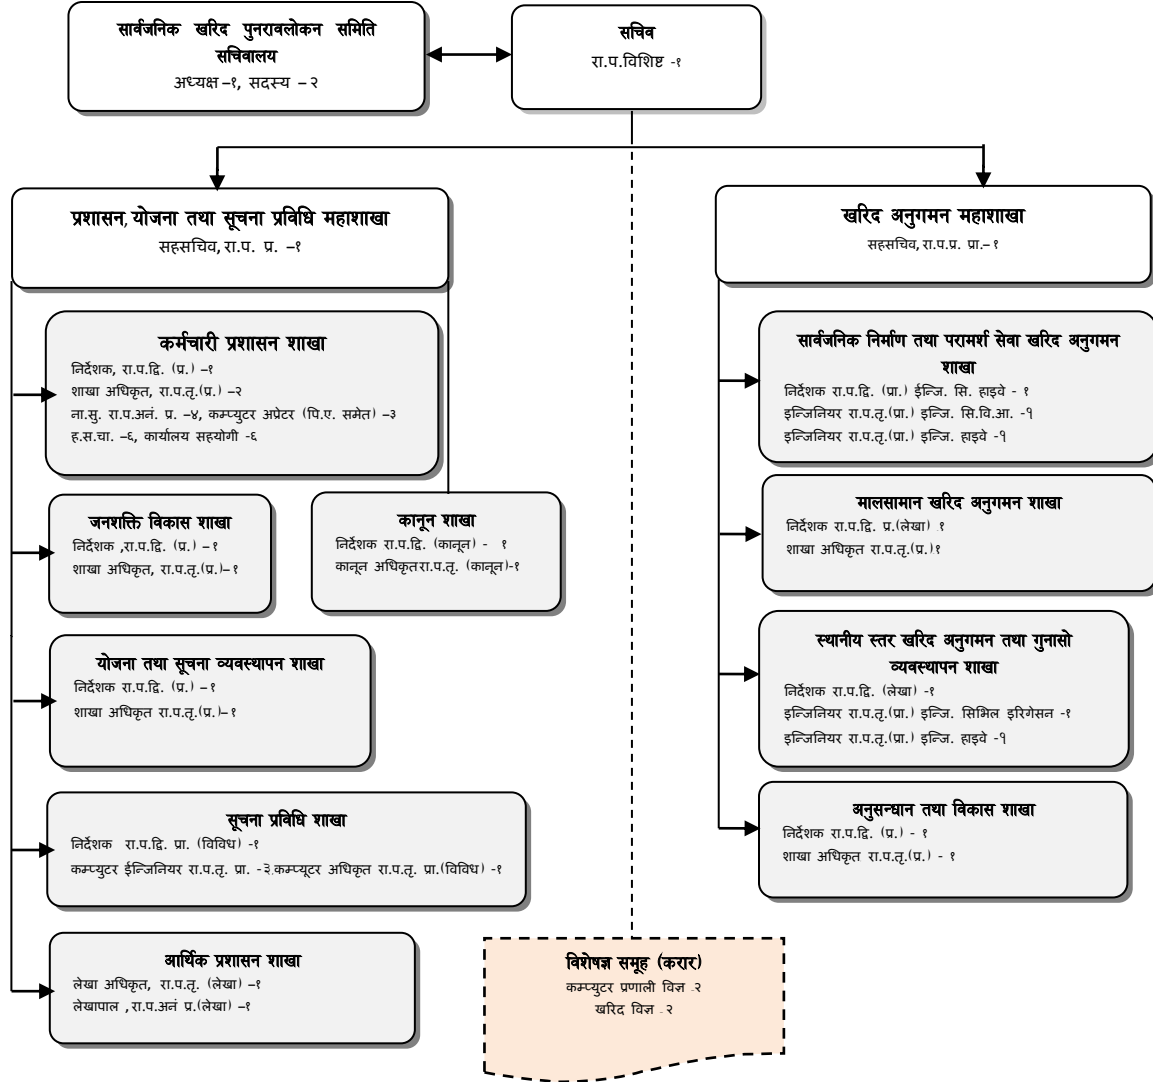 सार्वजनिक खरिद पुनरावलोकन समिति
सचिवालय
अध्यक्ष –१, सदस्य – २
सचिव
रा.प.विशिष्ट -१
प्रशासन, योजना तथा सूचना प्रविधि महाशाखा
सहसचिव, रा.प. प्र. –१
खरिद अनुगमन महाशाखा
सहसचिव, रा.प.प्र. प्रा.– १
कर्मचारी प्रशासन शाखा
निर्देशक, रा.प.द्वि. (प्र.) –१
शाखा अधिकृत, रा.प.तृ.(प्र.) –२
ना.सु. रा.प.अनं. प्र. –४, कम्प्युटर अप्रेटर (पि.ए. समेत) –३
ह.स.चा. –६, कार्यालय सहयोगी -६
जनशक्ति विकास शाखा
निर्देशक ,रा.प.द्वि. (प्र.) – १
शाखा अधिकृत, रा.प.तृ.(प्र.)– १
कानून शाखा
निर्देशक रा.प.द्वि. (कानून) - १
कानून अधिकृतरा.प.तृ. (कानून)-१
योजना तथा सूचना व्यवस्थापन शाखा
निर्देशक रा.प.द्वि. (प्र.) – १
शाखा अधिकृत रा.प.तृ.(प्र.)– १
सूचना प्रविधि शाखा
निर्देशक रा.प.द्वि. प्रा. (विविध) -१
कम्प्युटर ईन्जिनियर रा.प.तृ. प्रा. -३.कम्प्यूटर अधिकृत रा.प.तृ. प्रा.(विविध) -१
आर्थिक प्रशासन शाखा
लेखा अधिकृत, रा.प.तृ. (लेखा) –१
लेखापाल ,रा.प.अनं प्र.(लेखा) –१
सार्वजनिक निर्माण तथा परामर्श सेवा खरिद अनुगमन
शाखा
निर्देशक रा.प.द्वि. (प्रा.) ईन्जि. सि. हाइवे - १
इन्जिनियर रा.प.तृ.(प्रा.) इन्जि. सि.वि.आ. -१
इन्जिनियर रा.प.तृ.(प्रा.) इन्जि. हाइवे -१
मालसामान खरिद अनुगमन शाखा
निर्देशक रा.प.द्वि. प्र.(लेखा) १
शाखा अधिकृत रा.प.तृ.(प्र.)१
स्थानीय स्तर खरिद अनुगमन तथा गुनासो
व्यवस्थापन शाखा
निर्देशक रा.प.द्वि. (लेखा) -१
इन्जिनियर रा.प.तृ.(प्रा.) इन्जि. सिभिल इरिगेसन -१
इन्जिनियर रा.प.तृ.(प्रा.) इन्जि. हाइवे -१
अनुसन्धान तथा विकास शाखा
निर्देशक रा.प.द्वि. (प्र.) - १
शाखा अधिकृत रा.प.तृ.(प्र.) - १
विशेषज्ञ समूह (करार)
कम्प्युटर प्रणाली विज्ञ -२
खरिद विज्ञ - २